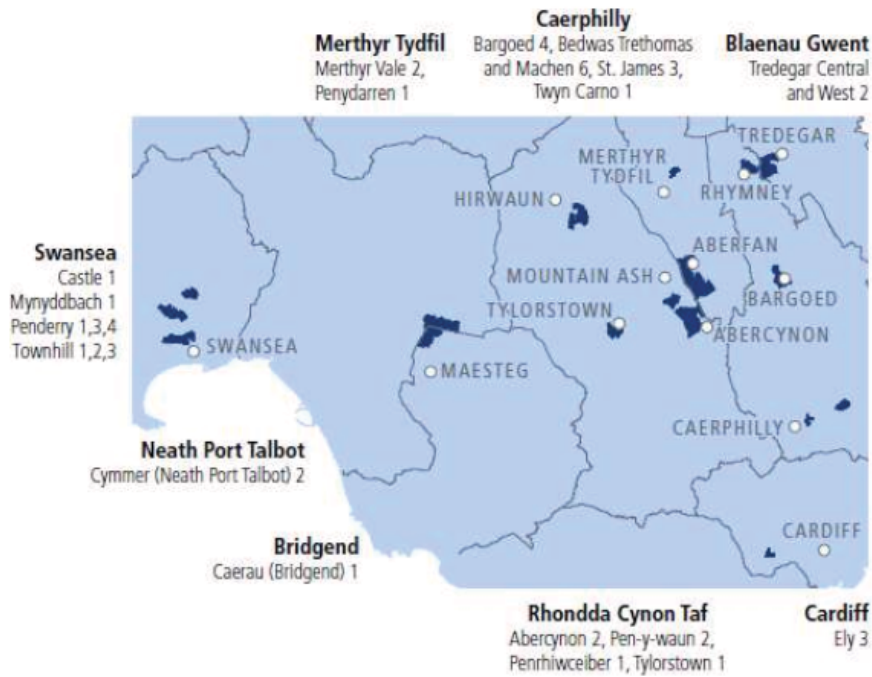 Caerphilly
Bargoed 4, Bedwas Trethomas
and Machen 6, St. James 3,
Twyn Carno 1
Merthyr Tydfil
Merthyr Vale 2,
Penydarren 1
Blaenau Gwent
Tredegar Central
and West 2
TREDEGAR
MERTHYR
TYDFIL
RHYMNEY
HIRWAUN
ABERFAN
MOUNTAIN ASH
BARGOED
TYLORSTOWN
ABERCYNON
Swansea
Castle 1
Mynyddbach 1
Penderry 1,3,4
Townhill 1,2,3
SWANSEA
MAESTEG
CAERPHILLY
Neath Port Talbot
Cymmer (Neath Port Talbot) 2
CARDIFF
Bridgend
Caerau (Bridgend) 1
Rhondda Cynon Taf
Abercynon 2, Pen-y-waun 2,
Penrhiwceiber 1, Tylorstown 1
Cardiff
Ely 3